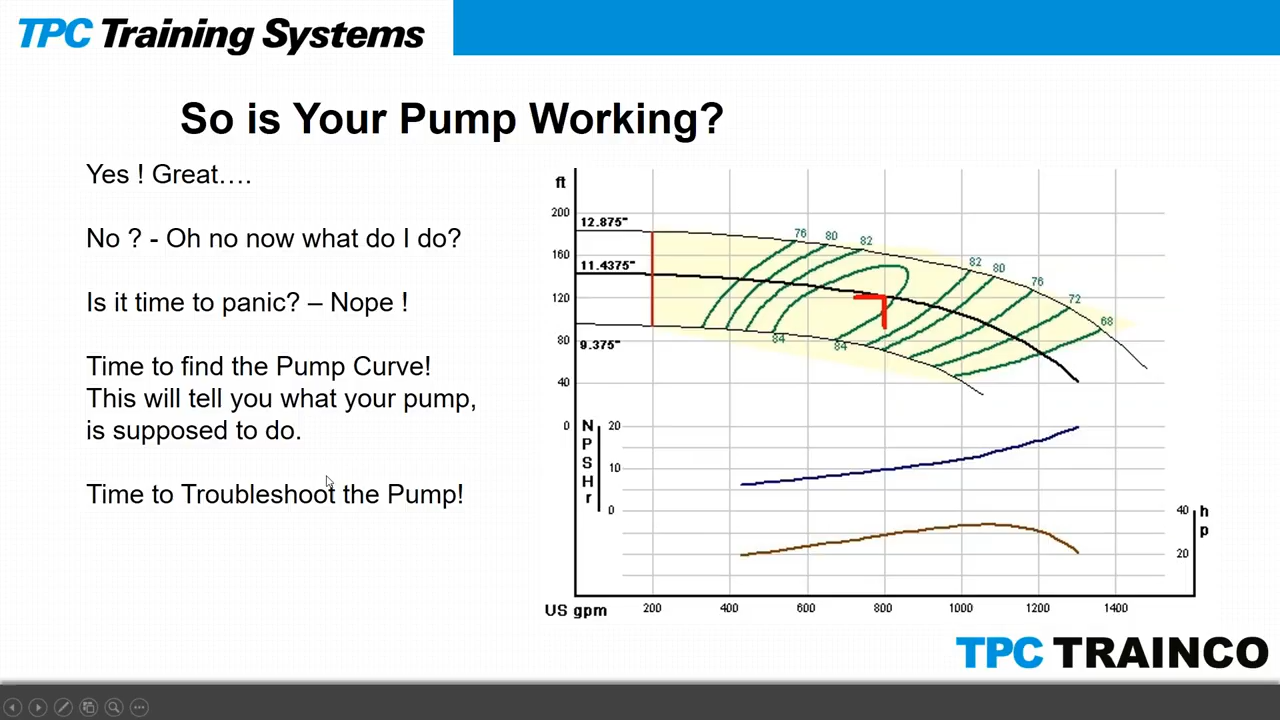 TPC Training Systems
So is Your Pump Working?
Yes ! Great….
No ? - Oh no now what do I do?
Is it time to panic? – Nope !
Time to find the Pump Curve!
This will tell you what your pump,
is supposed to do.
Time to Troubleshoot the Pump!
ft
200
160
120
80
40
0
12.875"
11.4375"
9.375"
76 80 82
82 80 76 72 68
84 84
NPSHr
20
10
0
40
20
hp
US gpm 200 400 600 800 1000 1200 1400
TPC TRAINCO